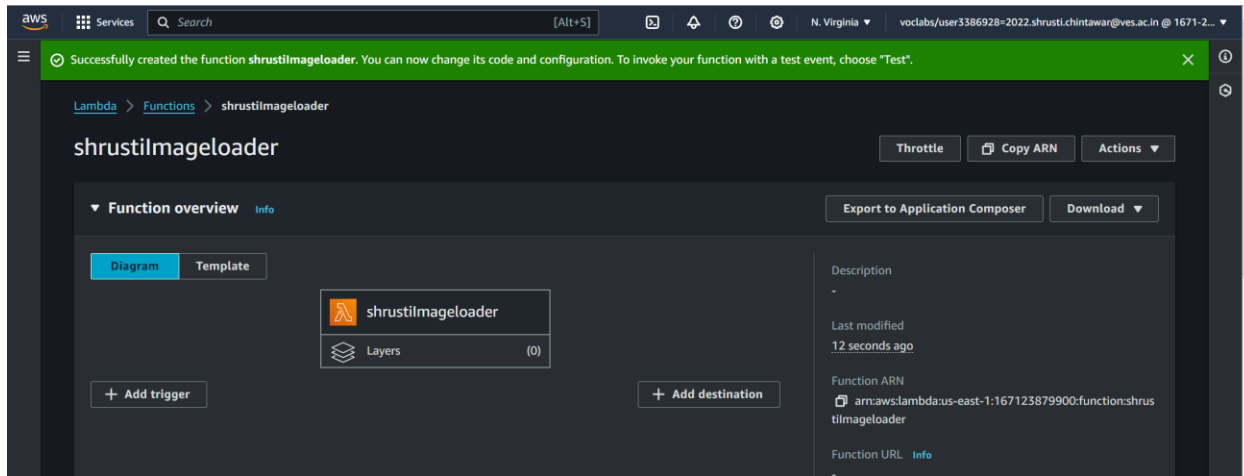 aws
Services
Search
[Alt+S]
N. Virginia
voclabs/user3386928=2022.shrusti.chintawar@ves.ac.in @ 1671-2...
Successfully created the function shrustiImageloader. You can now change its code and configuration. To invoke your function with a test event, choose "Test".
Lambda > Functions > shrustiImageloader
shrustiImageloader
Throttle
Copy ARN
Actions
Function overview Info
Export to Application Composer
Download
Diagram
Template
shrustiImageloader
Layers (0)
+ Add trigger
+ Add destination
Description
-
Last modified
12 seconds ago
Function ARN
arn:aws:lambda:us-east-1:167123879900:function:shrus
tiImageloader
Function URL Info
-